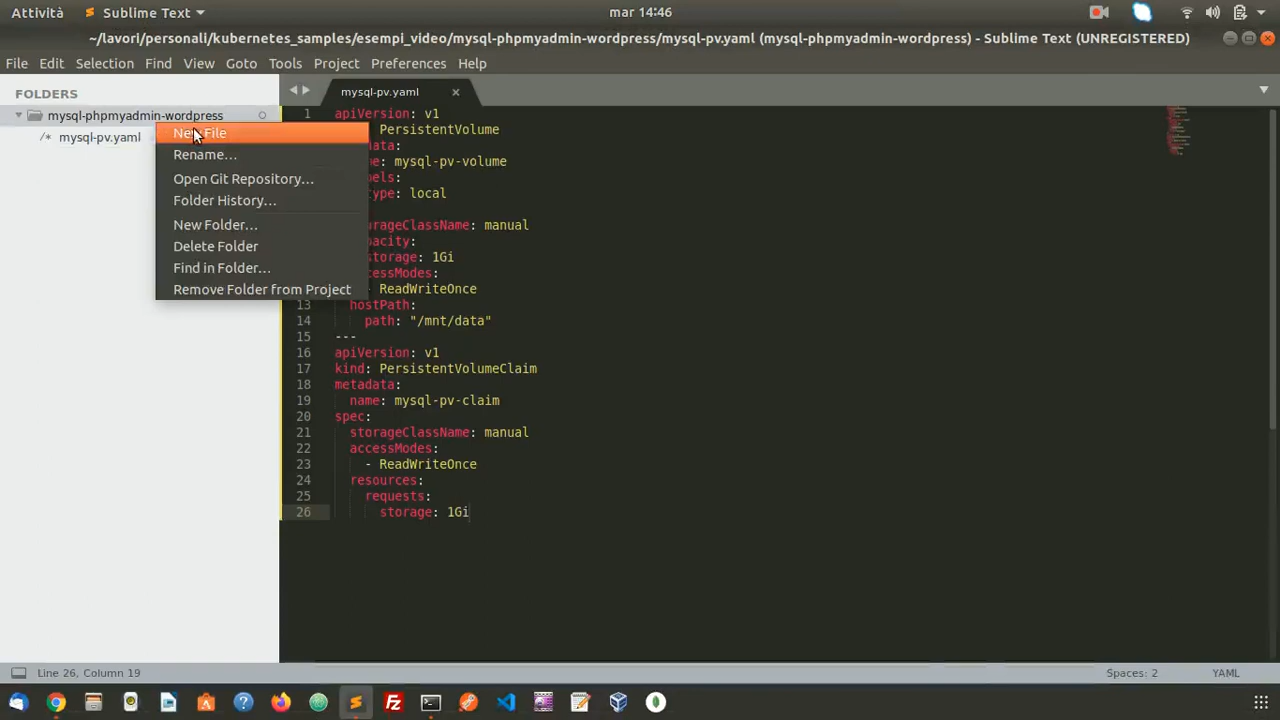 Attività
Sublime Text
mar 14:46
~/lavori/personali/kubernetes_samples/esempi_video/mysql-phpmyadmin-wordpress/mysql-pv.yaml (mysql-phpmyadmin-wordpress) - Sublime Text (UNREGISTERED)
File Edit Selection Find View Goto Tools Project Preferences Help
FOLDERS
mysql-phpmyadmin-wordpress
/* mysql-pv.yaml
New File
Rename…
Open Git Repository…
Folder History…
New Folder…
Delete Folder
Find in Folder…
Remove Folder from Project
mysql-pv.yaml
1 apiVersion: v1
PersistentVolume
data:
me: mysql-pv-volume
bels:
type: local
orageClassName: manual
pacity:
storage: 1Gi
cessModes:
- ReadWriteOnce
13 hostPath:
14 path: "/mnt/data"
15 ---
16 apiVersion: v1
17 kind: PersistentVolumeClaim
18 metadata:
19 name: mysql-pv-claim
20 spec:
21 storageClassName: manual
22 accessModes:
23 - ReadWriteOnce
24 resources:
25 requests:
26 storage: 1Gi
Line 26, Column 19
Spaces: 2
YAML